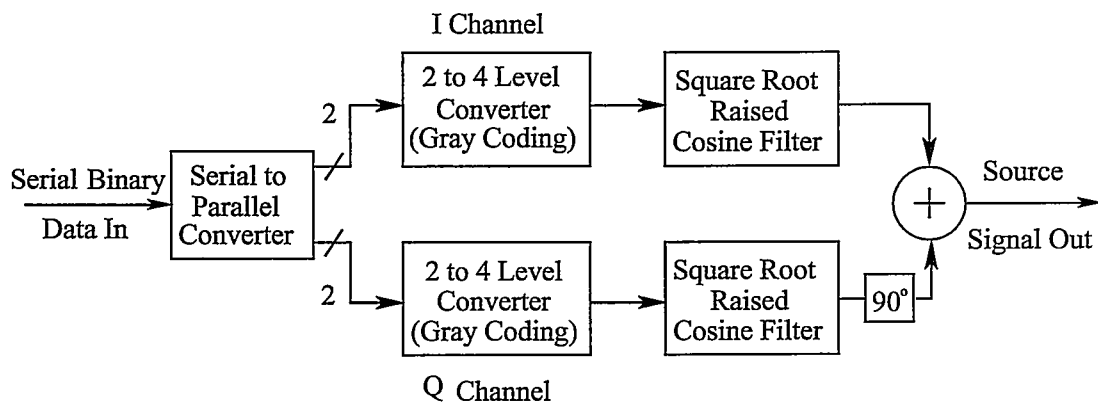 I Channel
2
2 to 4 Level
Converter
(Gray Coding)
Square Root
Raised
Cosine Filter
Serial Binary
Data In
Serial to
Parallel
Converter
+
Source
Signal Out
2
2 to 4 Level
Converter
(Gray Coding)
Square Root
Raised
Cosine Filter
90°
Q Channel